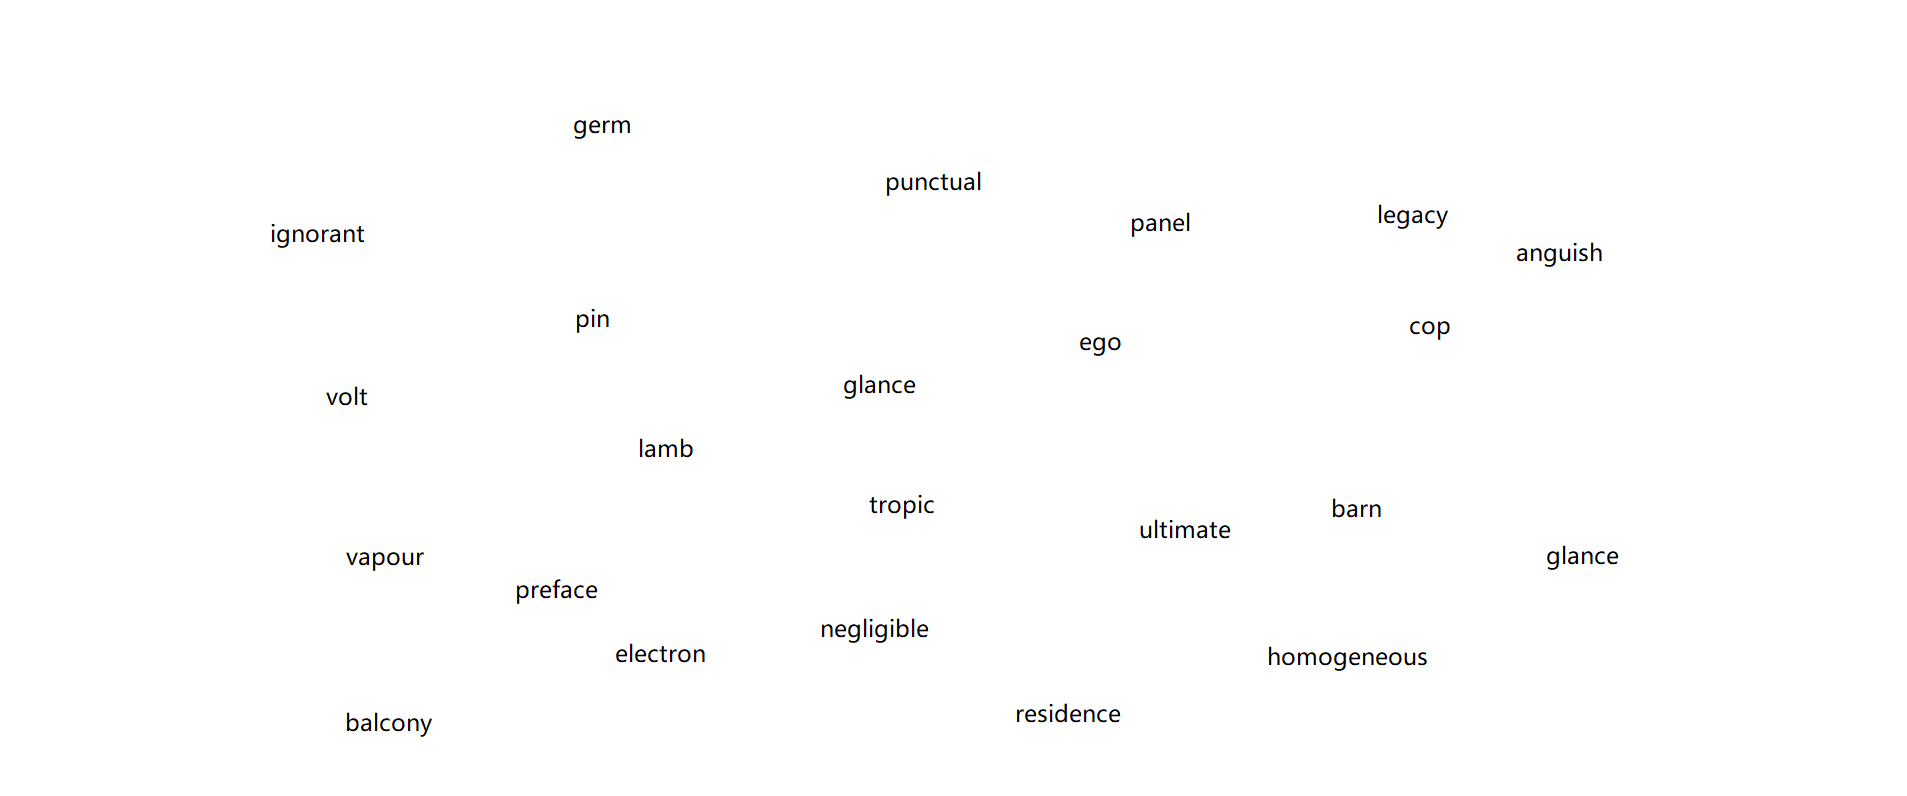 germ
punctual
legacy
panel
ignorant
anguish
pin
cop
ego
glance
volt
lamb
tropic
barn
ultimate
glance
vapour
preface
negligible
electron
homogeneous
residence
balcony